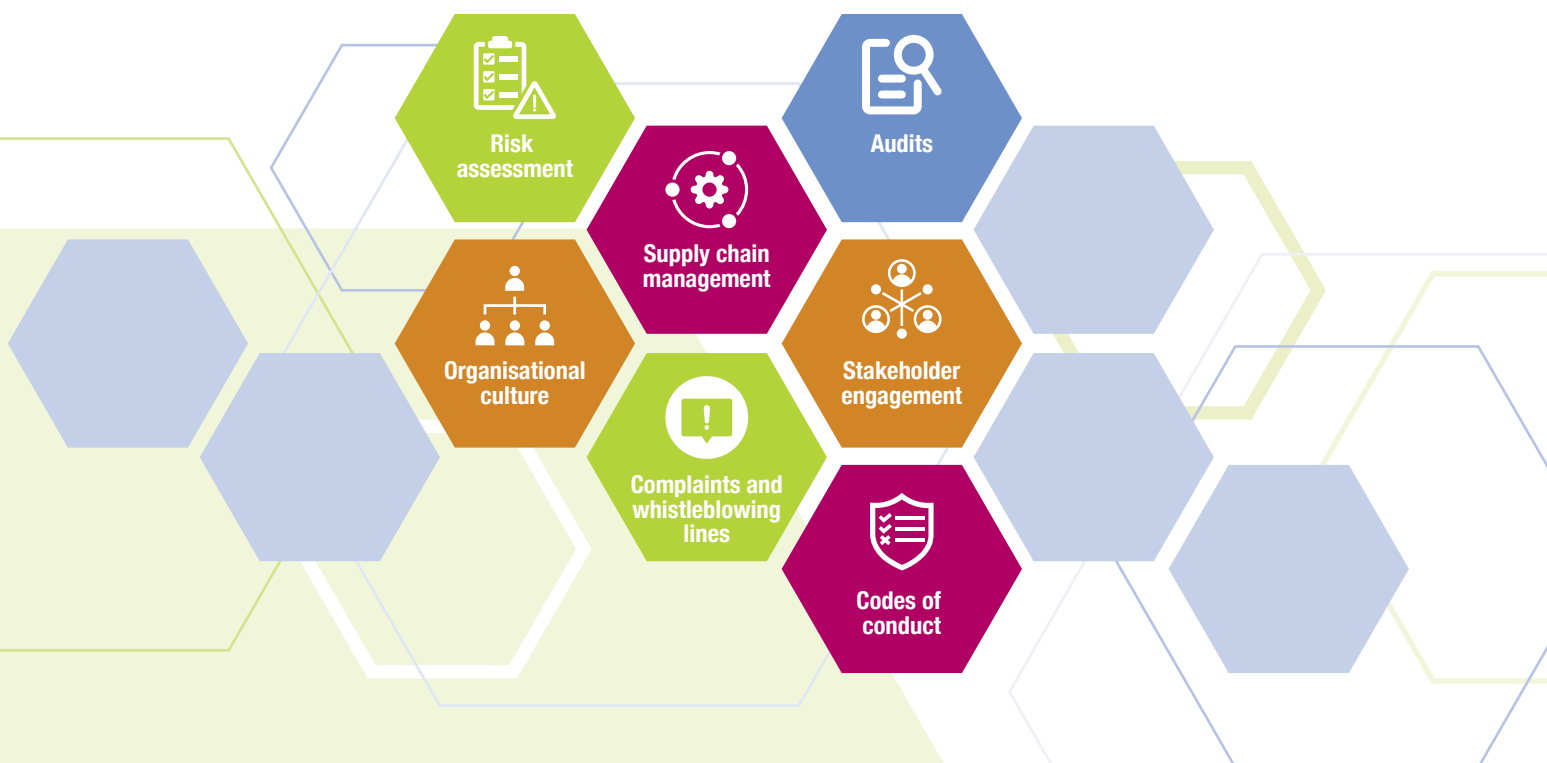 Risk
assessment
Audits
Supply chain
management
Organisational
culture
Stakeholder
engagement
Complaints and
whistleblowing
lines
Codes of
conduct